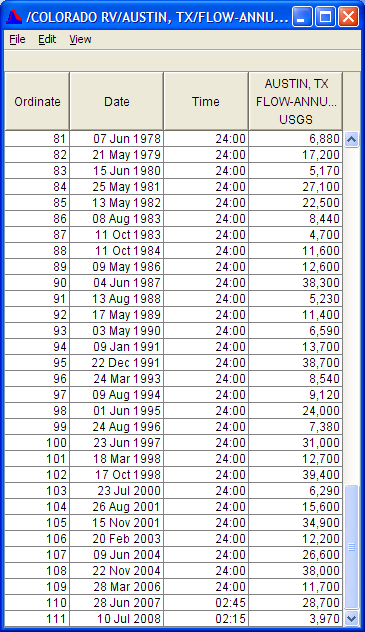 /COLORADO RV/AUSTIN, TX/FLOW-ANNU...
File Edit View
Ordinate Date Time AUSTIN, TX
FLOW-ANNU...
USGS
81 07 Jun 1978 24:00 6,880
82 21 May 1979 24:00 17,200
83 15 Jun 1980 24:00 5,170
84 25 May 1981 24:00 27,100
85 13 May 1982 24:00 22,500
86 08 Aug 1983 24:00 8,440
87 11 Oct 1983 24:00 4,700
88 11 Oct 1984 24:00 11,600
89 09 May 1986 24:00 12,600
90 04 Jun 1987 24:00 38,300
91 13 Aug 1988 24:00 5,230
92 17 May 1989 24:00 11,400
93 03 May 1990 24:00 6,590
94 09 Jan 1991 24:00 13,700
95 22 Dec 1991 24:00 38,700
96 24 Mar 1993 24:00 8,540
97 09 Aug 1994 24:00 9,120
98 01 Jun 1995 24:00 24,000
99 24 Aug 1996 24:00 7,380
100 23 Jun 1997 24:00 31,000
101 18 Mar 1998 24:00 12,700
102 17 Oct 1998 24:00 39,400
103 23 Jul 2000 24:00 6,290
104 26 Aug 2001 24:00 15,600
105 15 Nov 2001 24:00 34,900
106 20 Feb 2003 24:00 12,200
107 09 Jun 2004 24:00 26,600
108 22 Nov 2004 24:00 38,000
109 28 Mar 2006 24:00 11,700
110 28 Jun 2007 02:45 28,700
111 10 Jul 2008 02:15 3,970